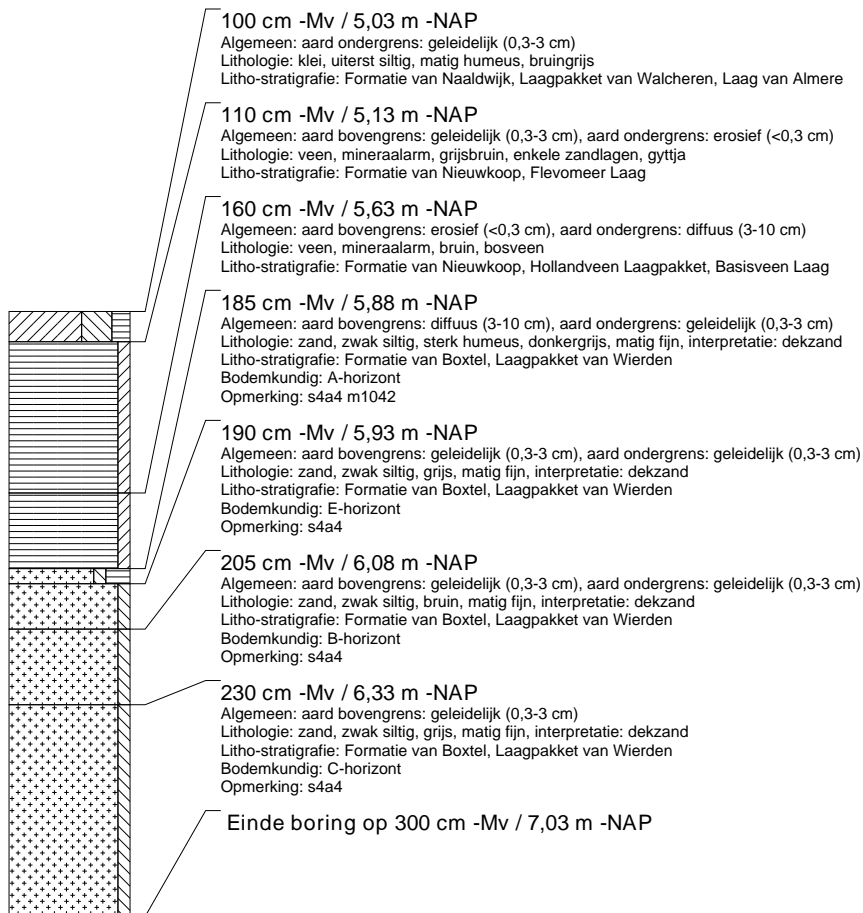 100 cm -Mv / 5,03 m -NAP
Algemeen: aard ondergrens: geleidelijk (0,3-3 cm)
Lithologie: klei, uiterst siltig, matig humeus, bruingrijs
Litho-stratigrafie: Formatie van Naaldwijk, Laagpakket van Walcheren, Laag van Almere
110 cm -Mv / 5,13 m -NAP
Algemeen: aard bovengrens: geleidelijk (0,3-3 cm), aard ondergrens: erosief (<0,3 cm)
Lithologie: veen, mineraalarm, grijsbruin, enkele zandlagen, gyttja
Litho-stratigrafie: Formatie van Nieuwkoop, Flevomeer Laag
160 cm -Mv / 5,63 m -NAP
Algemeen: aard bovengrens: erosief (<0,3 cm), aard ondergrens: diffuus (3-10 cm)
Lithologie: veen, mineraalarm, bruin, bosveen
Litho-stratigrafie: Formatie van Nieuwkoop, Hollandveen Laagpakket, Basisveen Laag
185 cm -Mv / 5,88 m -NAP
Algemeen: aard bovengrens: diffuus (3-10 cm), aard ondergrens: geleidelijk (0,3-3 cm)
Lithologie: zand, zwak siltig, sterk humeus, donkergrijs, matig fijn, interpretatie: dekzand
Litho-stratigrafie: Formatie van Boxtel, Laagpakket van Wierden
Bodemkundig: A-horizont
Opmerking: s4a4 m1042
190 cm -Mv / 5,93 m -NAP
Algemeen: aard bovengrens: geleidelijk (0,3-3 cm), aard ondergrens: geleidelijk (0,3-3 cm)
Lithologie: zand, zwak siltig, grijs, matig fijn, interpretatie: dekzand
Litho-stratigrafie: Formatie van Boxtel, Laagpakket van Wierden
Bodemkundig: E-horizont
Opmerking: s4a4
205 cm -Mv / 6,08 m -NAP
Algemeen: aard bovengrens: geleidelijk (0,3-3 cm), aard ondergrens: geleidelijk (0,3-3 cm)
Lithologie: zand, zwak siltig, bruin, matig fijn, interpretatie: dekzand
Litho-stratigrafie: Formatie van Boxtel, Laagpakket van Wierden
Bodemkundig: B-horizont
Opmerking: s4a4
230 cm -Mv / 6,33 m -NAP
Algemeen: aard bovengrens: geleidelijk (0,3-3 cm)
Lithologie: zand, zwak siltig, grijs, matig fijn, interpretatie: dekzand
Litho-stratigrafie: Formatie van Boxtel, Laagpakket van Wierden
Bodemkundig: C-horizont
Opmerking: s4a4
Einde boring op 300 cm -Mv / 7,03 m -NAP